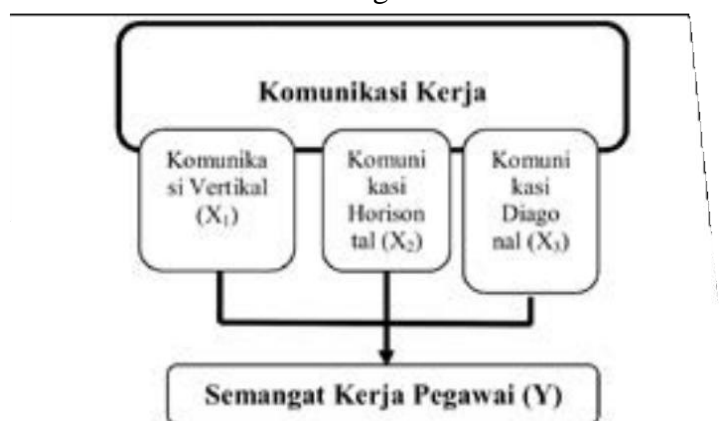 Komunikasi Kerja
Komunika
si Vertikal
(X₁)
Komuni
kasi
Horison
tal (X₂)
Komuni
kasi
Diago
nal (X₃)
Semangat Kerja Pegawai (Y)